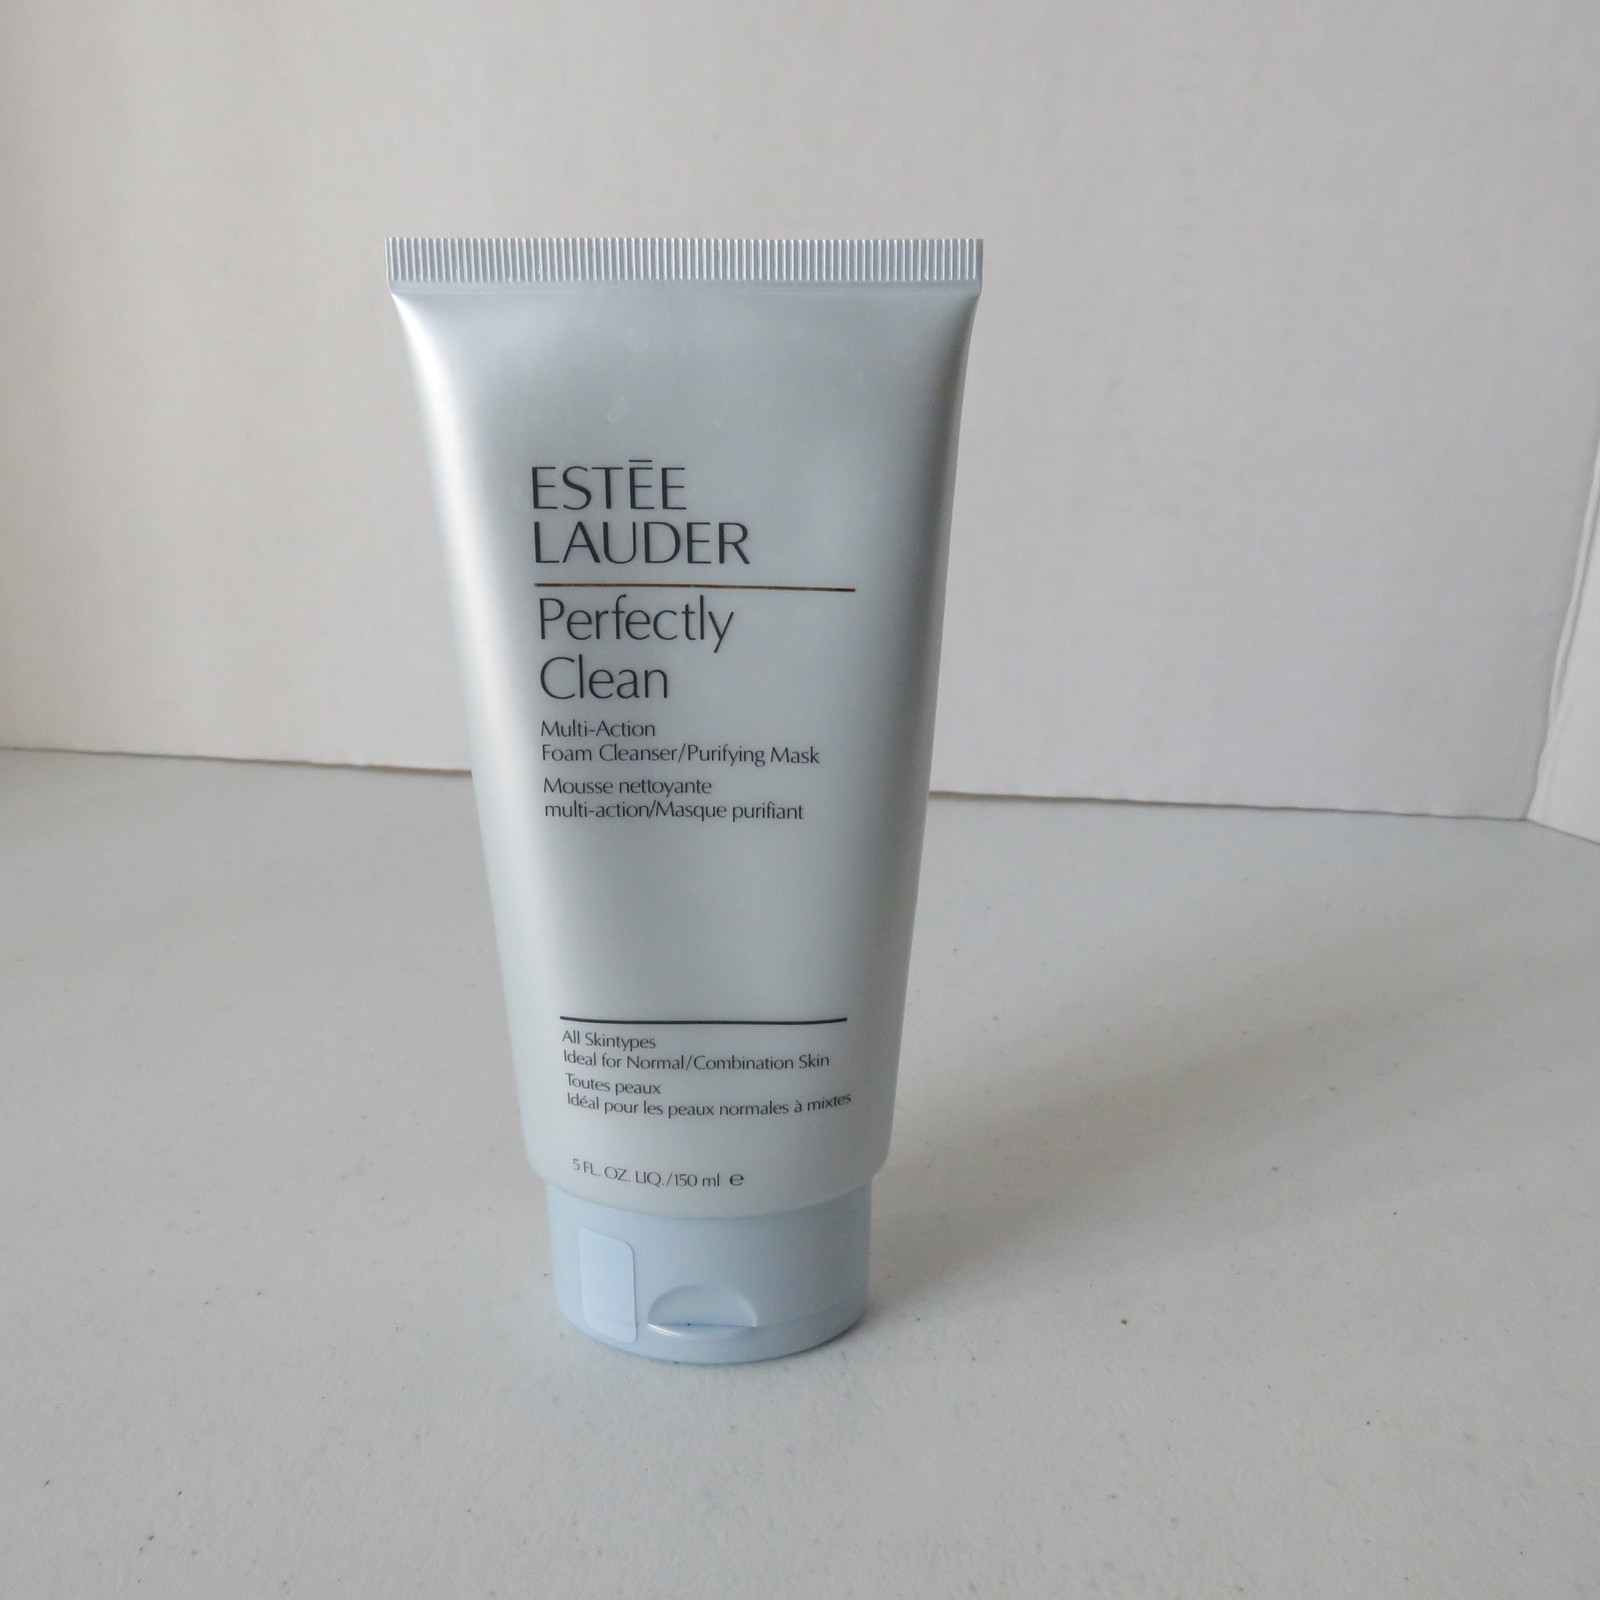 ESTĒE
LAUDER
Perfectly
Clean
Multi-Action
Foam Cleanser/Purifying Mask
Mousse nettoyante
multi-action/Masque purifiant
All Skintypes
Ideal for Normal/Combination Skin
Toutes peaux
Idéal pour les peaux normales à mixtes
5 FL. OZ. LIQ./150 ml ℮